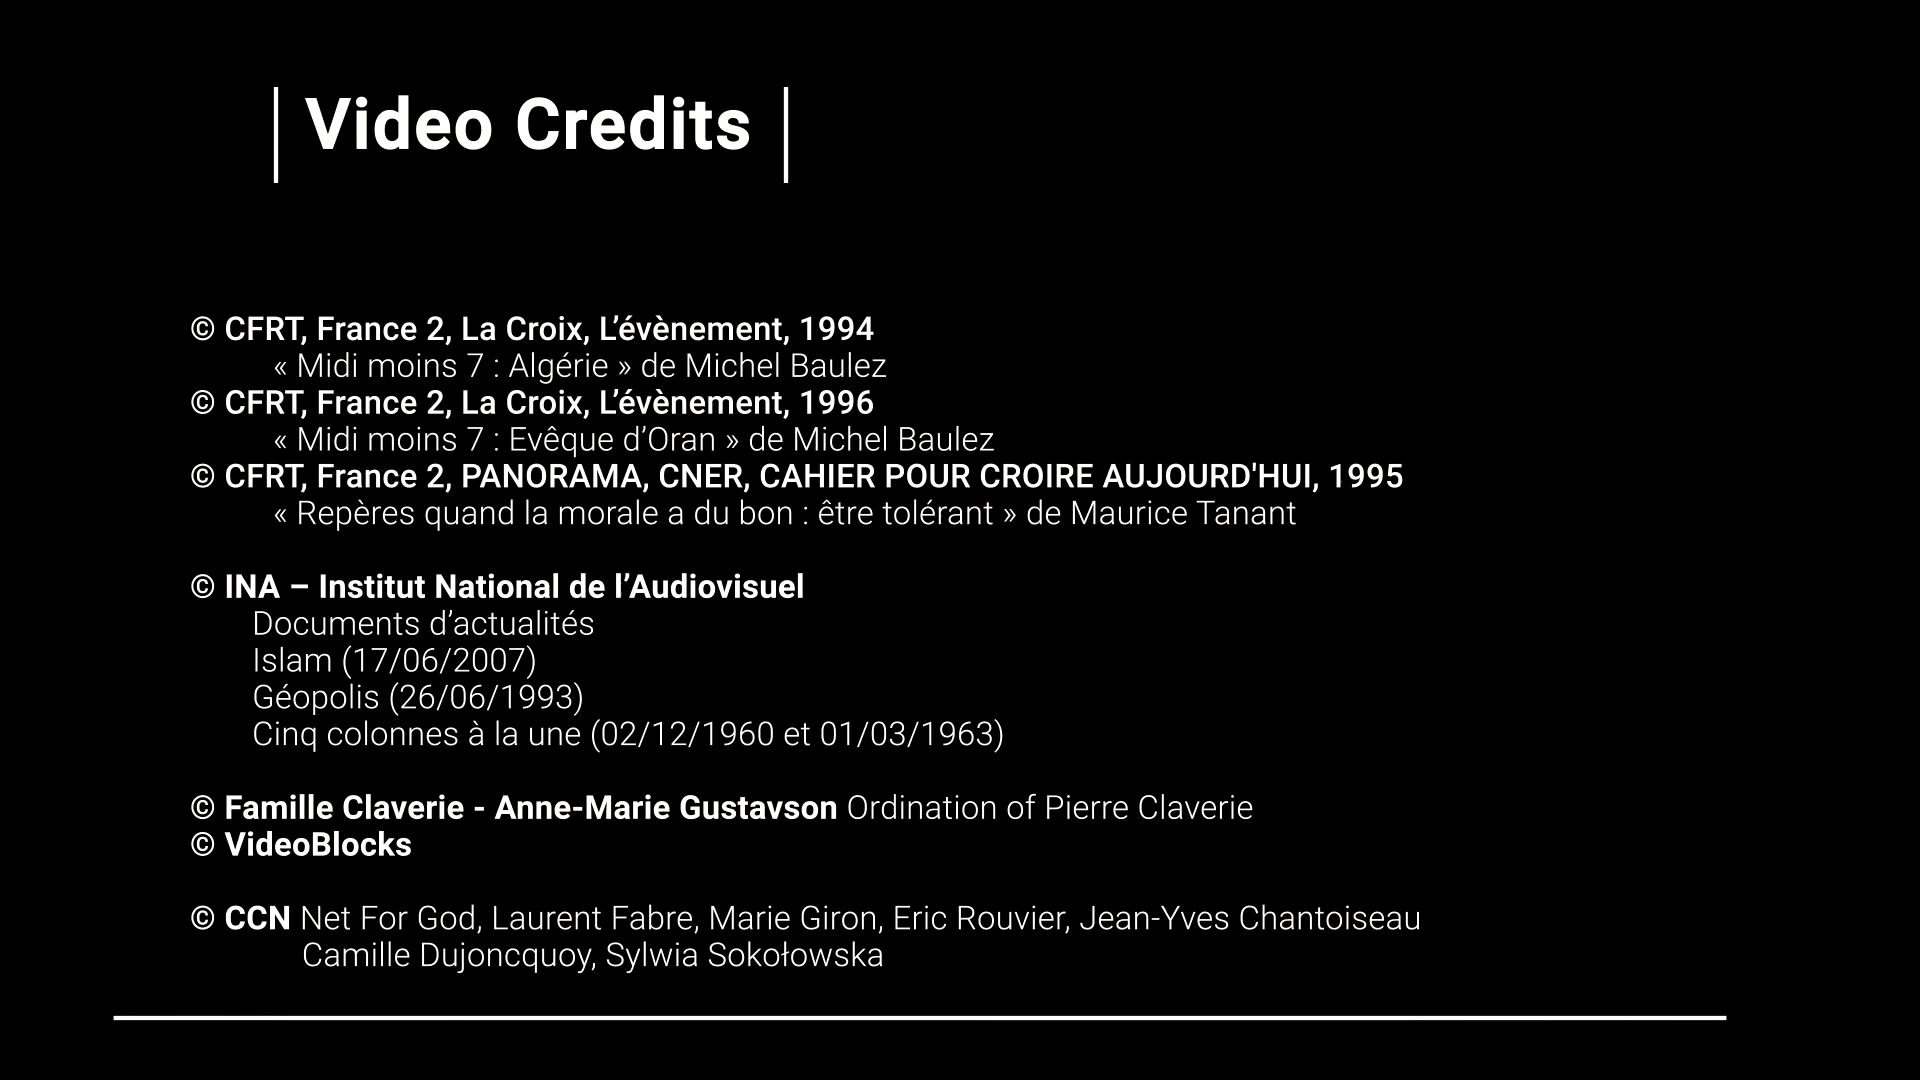 Video Credits
© CFRT, France 2, La Croix, L’évènement, 1994
« Midi moins 7 : Algérie » de Michel Baulez
© CFRT, France 2, La Croix, L’évènement, 1996
« Midi moins 7 : Evêque d’Oran » de Michel Baulez
© CFRT, France 2, PANORAMA, CNER, CAHIER POUR CROIRE AUJOURD'HUI, 1995
« Repères quand la morale a du bon : être tolérant » de Maurice Tanant
© INA – Institut National de l’Audiovisuel
Documents d’actualités
Islam (17/06/2007)
Géopolis (26/06/1993)
Cinq colonnes à la une (02/12/1960 et 01/03/1963)
© Famille Claverie - Anne-Marie Gustavson Ordination of Pierre Claverie
© VideoBlocks
© CCN Net For God, Laurent Fabre, Marie Giron, Eric Rouvier, Jean-Yves Chantoiseau
Camille Dujoncquoy, Sylwia Sokołowska